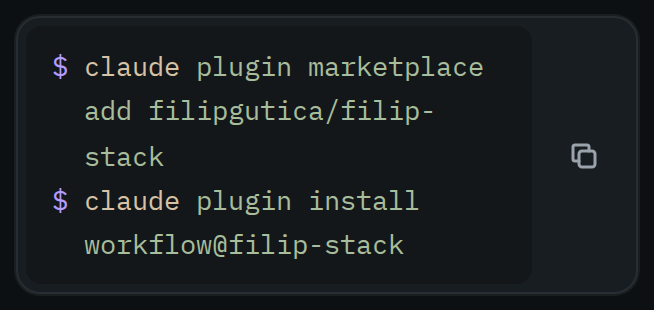 $ claude plugin marketplace
add filipgutica/filip-
stack
$ claude plugin install
workflow@filip-stack